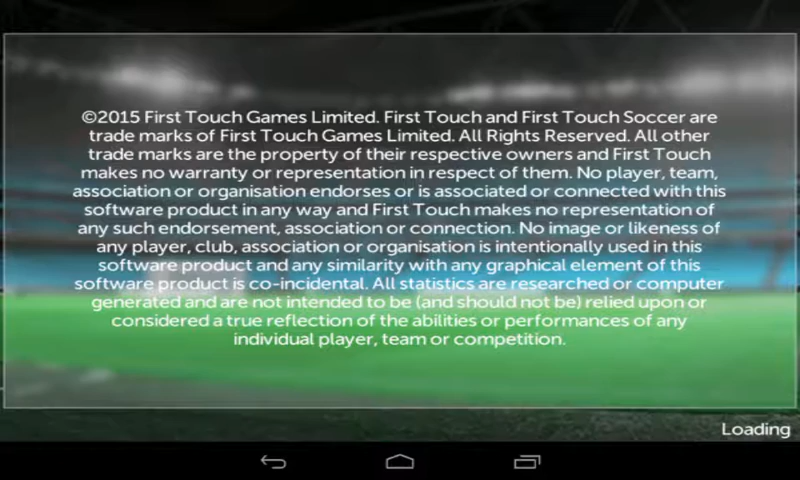 ©2015 First Touch Games Limited. First Touch and First Touch Soccer are
trade marks of First Touch Games Limited. All Rights Reserved. All other
trade marks are the property of their respective owners and First Touch
makes no warranty or representation in respect of them. No player, team,
association or organisation endorses or is associated or connected with this
software product in any way and First Touch makes no representation of
any such endorsement, association or connection. No image or likeness of
any player, club, association or organisation is intentionally used in this
software product and any similarity with any graphical element of this
software product is co-incidental. All statistics are researched or computer
generated and are not intended to be (and should not be) relied upon or
considered a true reflection of the abilities or performances of any
individual player, team or competition.
Loading